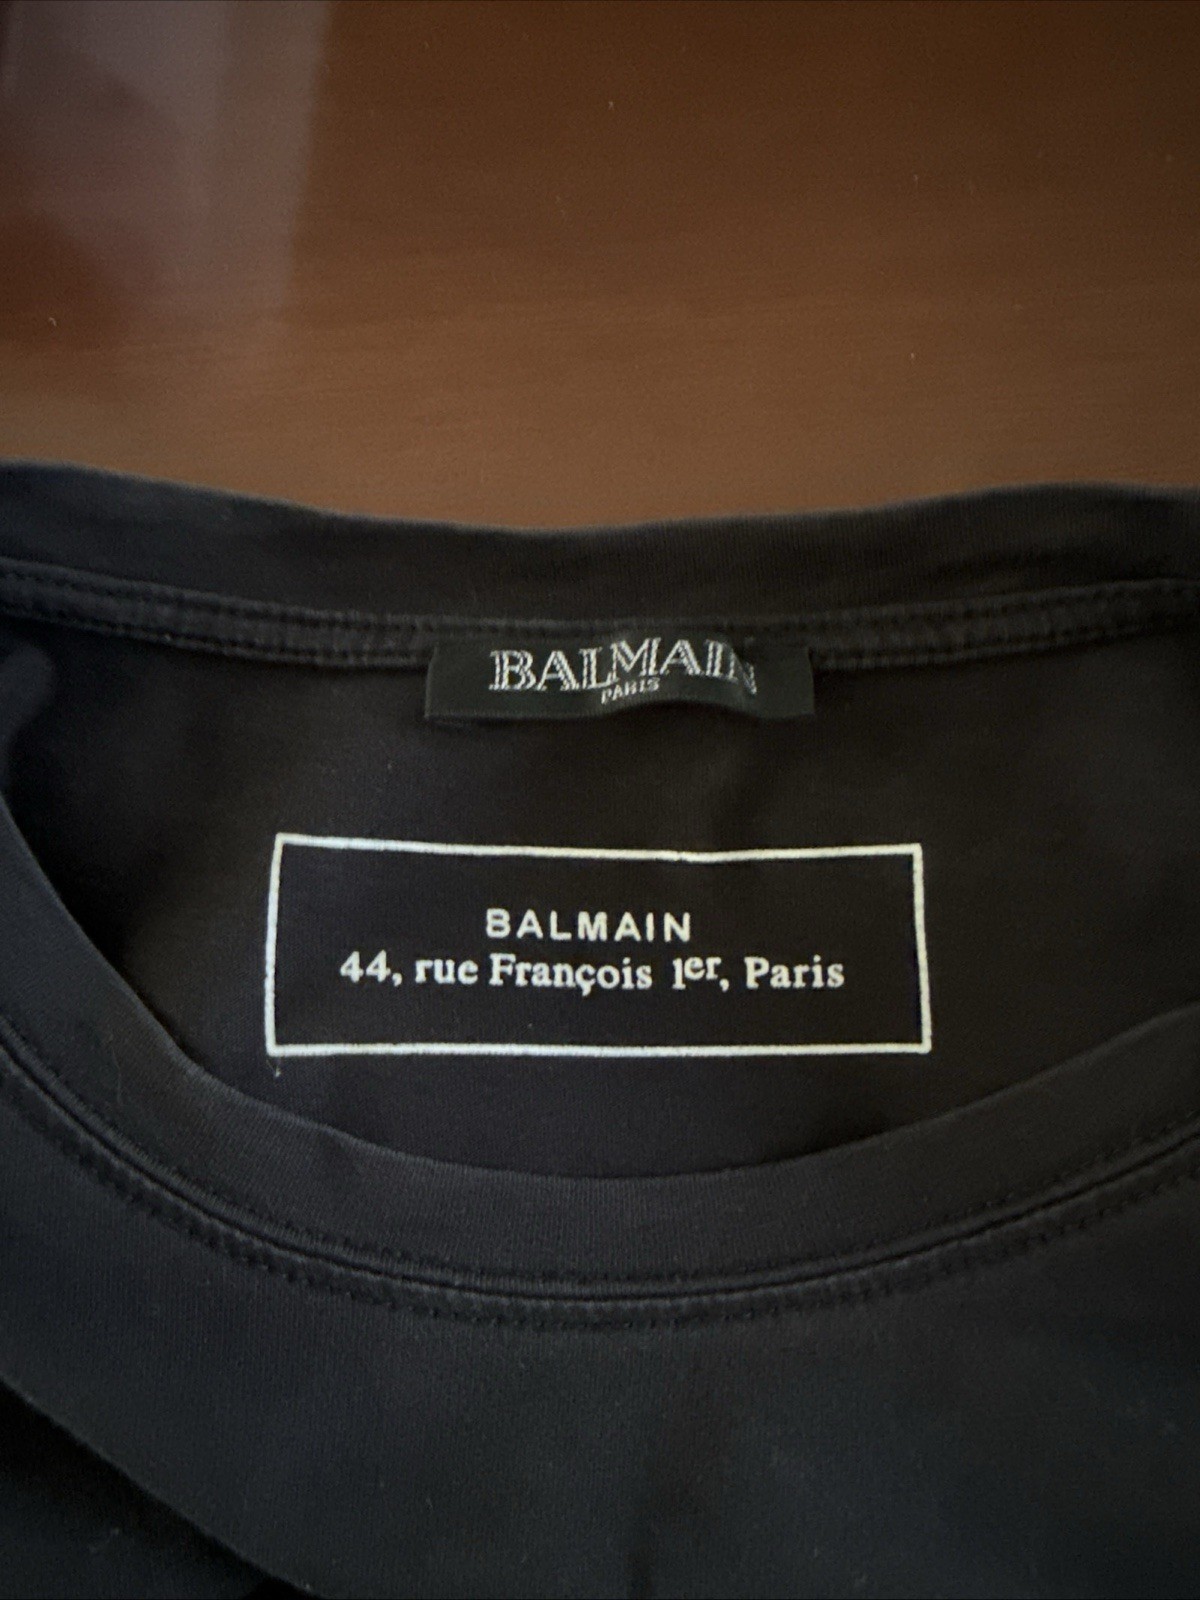 BALMAIN
PARIS
BALMAIN
44, rue François 1er, Paris